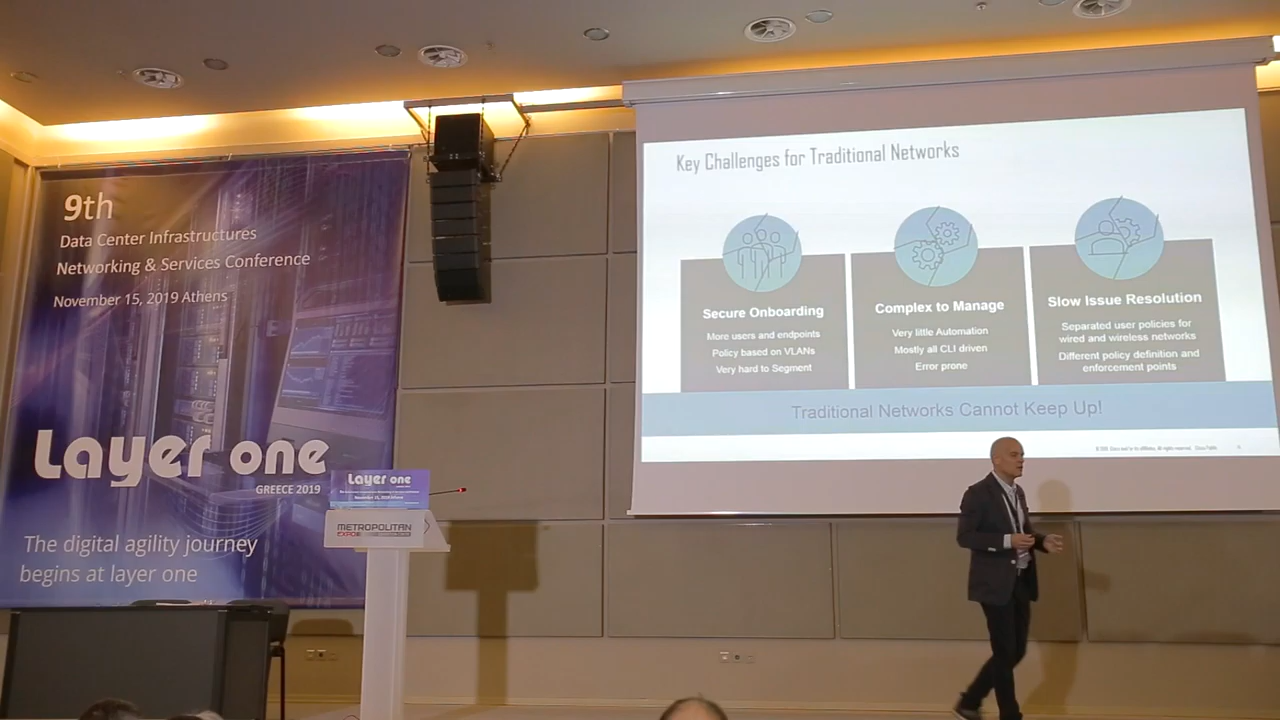 9th
Data Center Infrastructures
Networking & Services Conference
November 15, 2019 Athens
Layer one
GREECE 2019
The digital agility journey
begins at layer one
Layer one
November 15, 2019 Athens
METROPOLITAN
EXPO
Key Challenges for Traditional Networks
Secure Onboarding
More users and endpoints
Policy based on VLANs
Very hard to Segment
Complex to Manage
Very little Automation
Mostly all CLI driven
Error prone
Slow Issue Resolution
Separated user policies for
wired and wireless networks
Different policy definition and
enforcement points
Traditional Networks Cannot Keep Up!